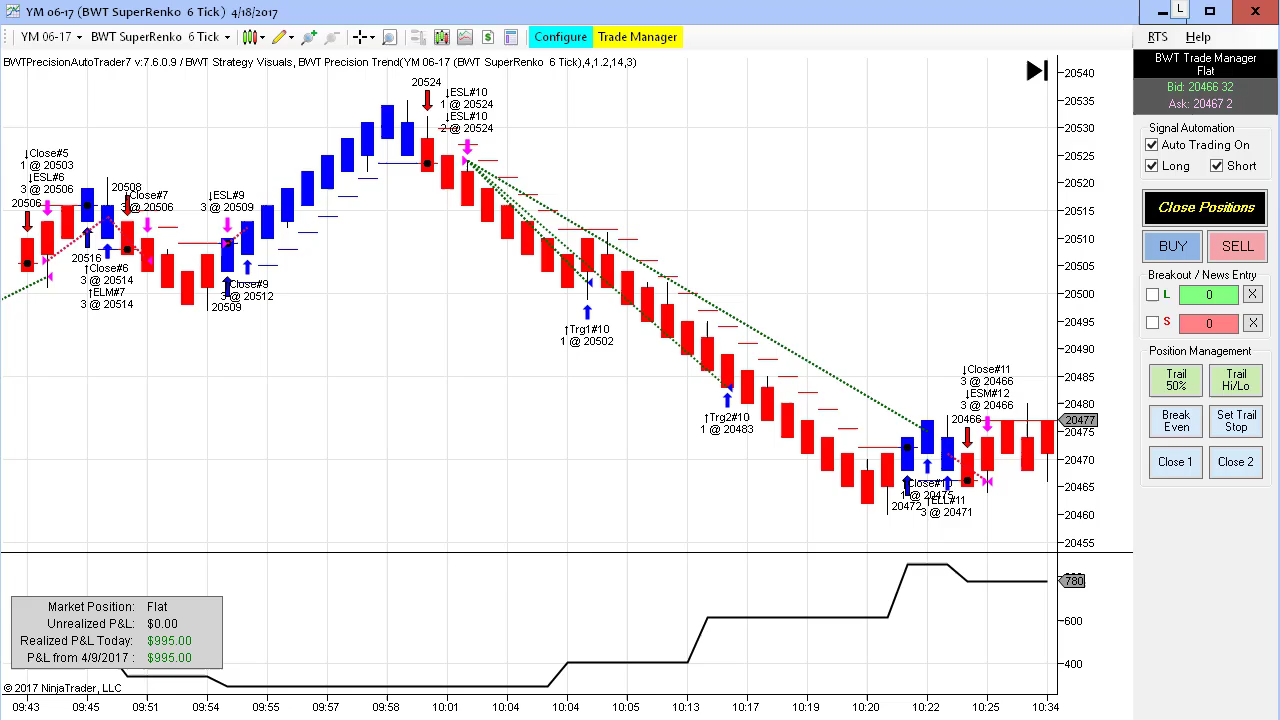 YM 06-17 (BWT SuperRenko 6 Tick) 4/18/2017
L
YM 06-17 BWT SuperRenko 6 Tick Configure Trade Manager
RTS Help
BWTPrecisionAutoTrader7 v:7.6.0.9 / BWT Strategy Visuals, BWT Precision Trend(YM 06-17 (BWT SuperRenko 6 Tick),4,1.2,14,3)
BWT Trade Manager
Flat
Bid: 20466 32
Ask: 20467 2
Signal Automation
Auto Trading On
Long Short
Close Positions
BUY SELL
Breakout / News Entry
L 0 X
S 0 X
Position Management
Trail 50%
Trail Hi/Lo
Break Even
Set Trail Stop
Close 1
Close 2
20524
↓ESL#10
1 @ 20524
↓ESL#10
2 @ 20524
↓Close#5
1 @ 20503
↓ESL#6
3 @ 20506
20506
20508
↓Close#7
3 @ 20506
↓ESL#9
3 @ 20509
20516
↑Close#6
3 @ 20514
↑ELM#7
3 @ 20514
↑Close#9
3 @ 20512
20509
↑Trg1#10
1 @ 20502
↑Trg2#10
1 @ 20483
↓Close#11
3 @ 20466
↓ESM#12
3 @ 20466
20466
↑Close#10
1 @ 20475
20472
↑ELL#11
3 @ 20471
20540
20535
20530
20525
20520
20515
20510
20505
20500
20495
20490
20485
20480
20477
20475
20470
20465
20460
20455
780
600
400
Market Position: Flat
Unrealized P&L: $0.00
Realized P&L Today: $995.00
P&L from 4/9/2017 : $995.00
© 2017 NinjaTrader, LLC
09:43 09:45 09:51 09:54 09:55 09:57 09:58 10:01 10:04 10:04 10:05 10:13 10:17 10:17 10:20 10:22 10:25 10:34